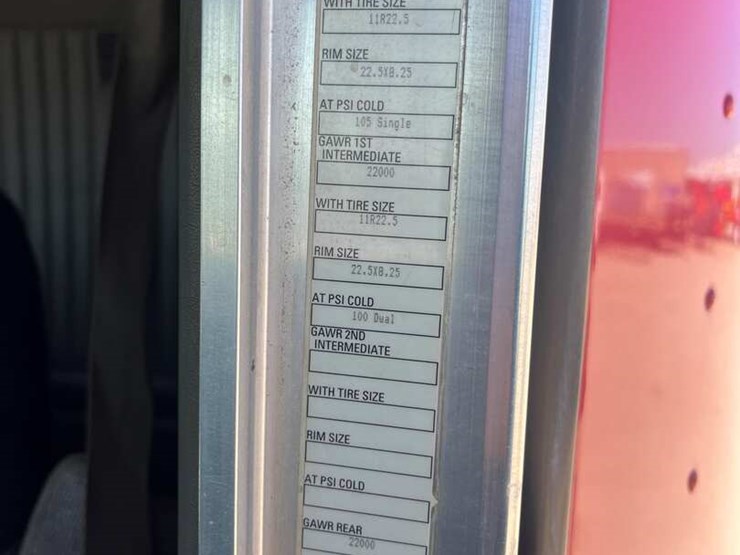 WITH TIRE SIZE
11R22.5
RIM SIZE
22.5X8.25
AT PSI COLD
105 Single
GAWR 1ST
INTERMEDIATE
22000
WITH TIRE SIZE
11R22.5
RIM SIZE
22.5X8.25
AT PSI COLD
100 Dual
GAWR 2ND
INTERMEDIATE
WITH TIRE SIZE
RIM SIZE
AT PSI COLD
GAWR REAR
22000